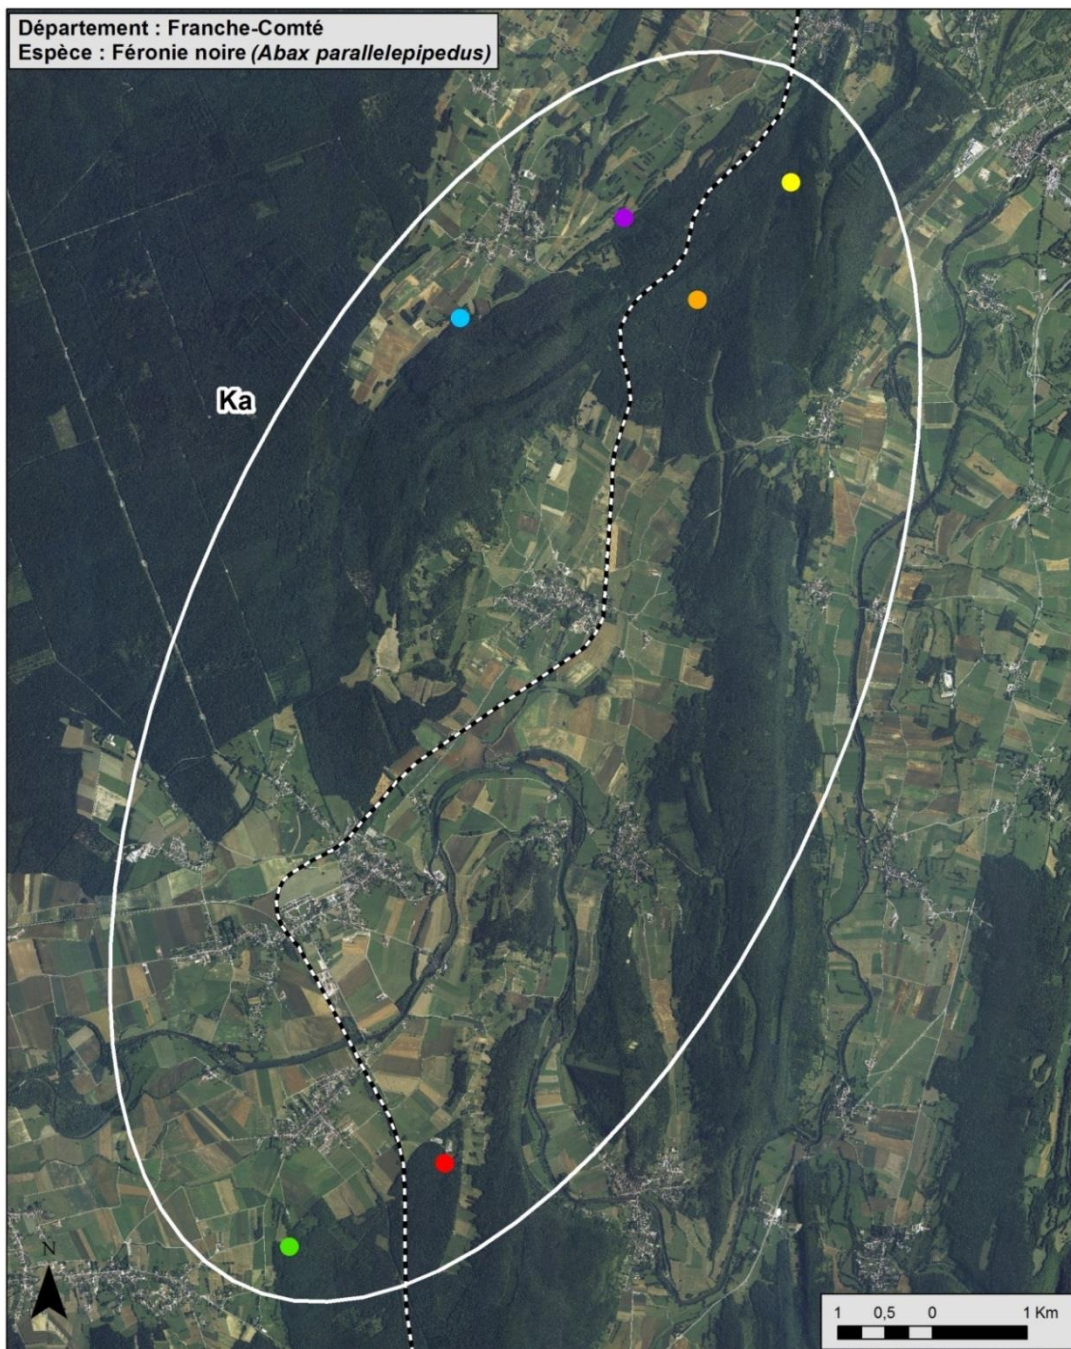 Département : Franche-Comté
Espèce : Féronie noire (Abax parallelepipedus)
Ka
N
1 0,5 0 1 Km